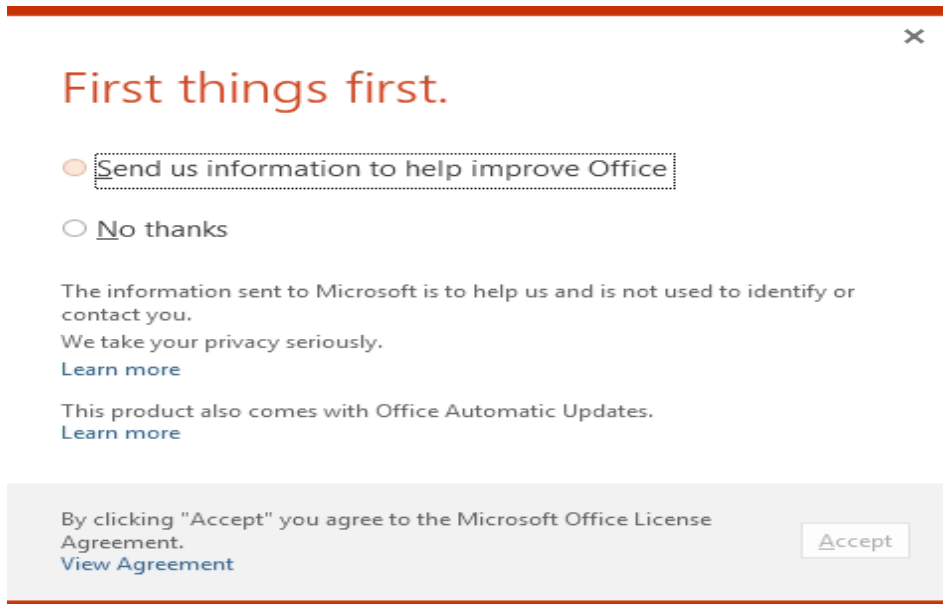 First things first.
Send us information to help improve Office
No thanks
The information sent to Microsoft is to help us and is not used to identify or
contact you.
We take your privacy seriously.
Learn more
This product also comes with Office Automatic Updates.
Learn more
By clicking "Accept" you agree to the Microsoft Office License
Agreement.
View Agreement
Accept